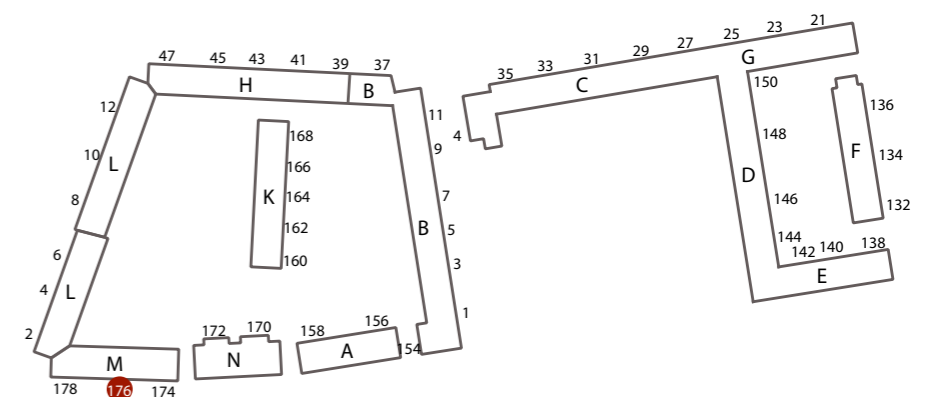 47 45 43 41 39 37
H B
12
10 L
8
6
4 L
2
168
166
K 164
162
160
11
9
7
B 5
3
1
172 170
N
158 156
A 154
M
178 176 174
35 33 31 29 27 25 23 21
C G
4
150
148
D
146
144
142 140 138
E
136
F 134
132